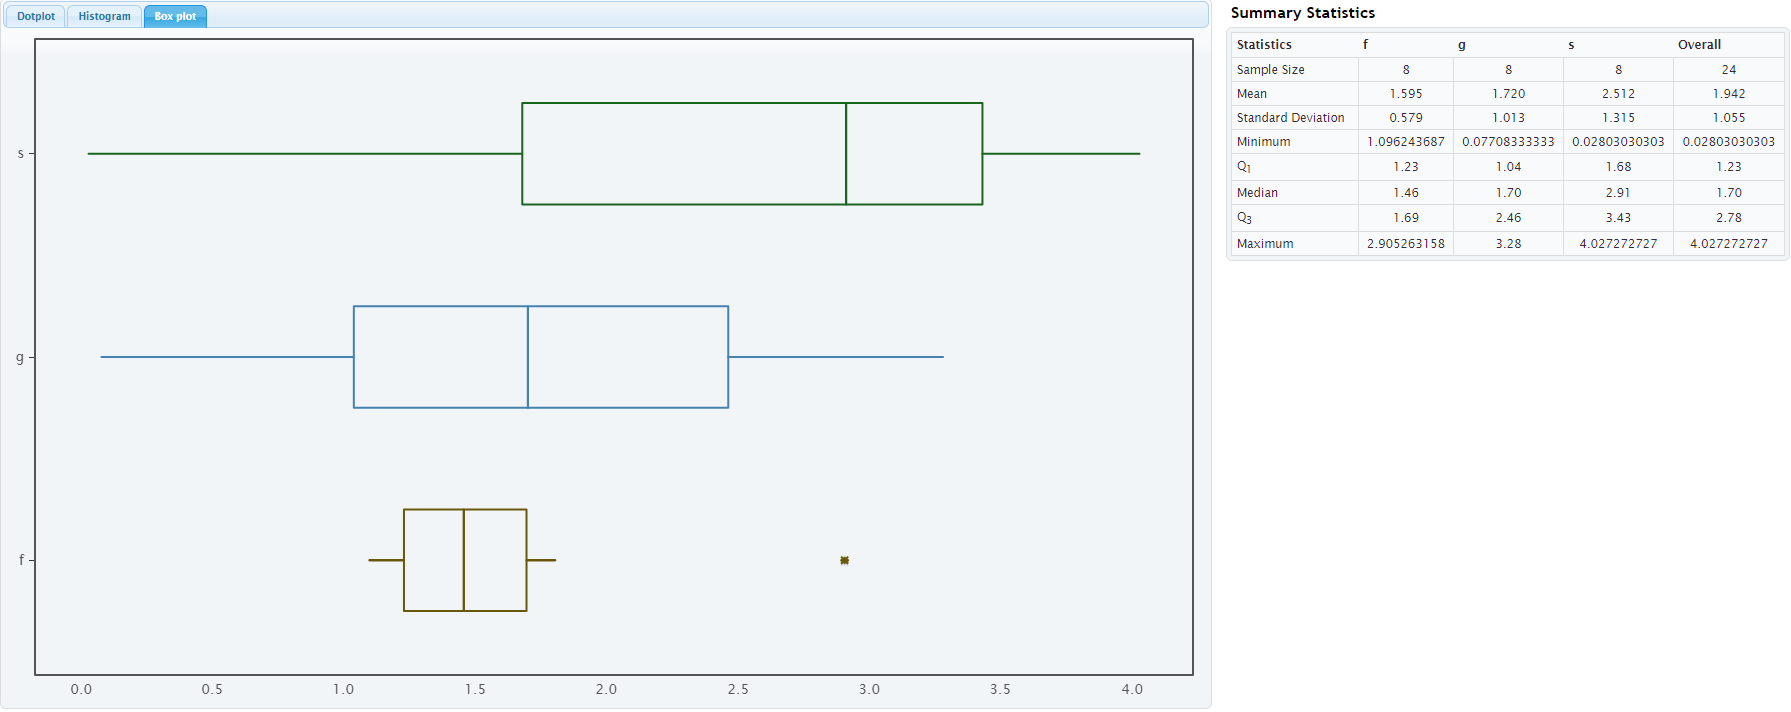 Dotplot Histogram Box plot
s
g
f
0.0 0.5 1.0 1.5 2.0 2.5 3.0 3.5 4.0
Summary Statistics
Statistics f g s Overall
Sample Size 8 8 8 24
Mean 1.595 1.720 2.512 1.942
Standard Deviation 0.579 1.013 1.315 1.055
Minimum 1.096243687 0.07708333333 0.02803030303 0.02803030303
Q1 1.23 1.04 1.68 1.23
Median 1.46 1.70 2.91 1.70
Q3 1.69 2.46 3.43 2.78
Maximum 2.905263158 3.28 4.027272727 4.027272727